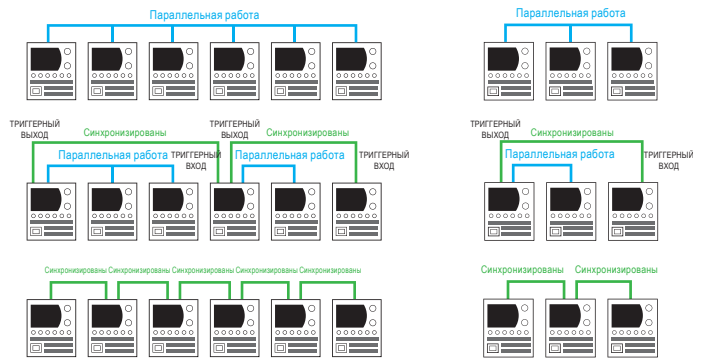 Параллельная работа
Параллельная работа
ТРИГГЕРНЫЙ
ВЫХОД
Синхронизированы
ТРИГГЕРНЫЙ
ВЫХОД
Синхронизированы
Параллельная работа
ТРИГГЕРНЫЙ
ВХОД
Параллельная работа
ТРИГГЕРНЫЙ
ВХОД
ТРИГГЕРНЫЙ
ВЫХОД
Синхронизированы
Параллельная работа
ТРИГГЕРНЫЙ
ВХОД
Синхронизированы Синхронизированы Синхронизированы Синхронизированы Синхронизированы
Синхронизированы Синхронизированы